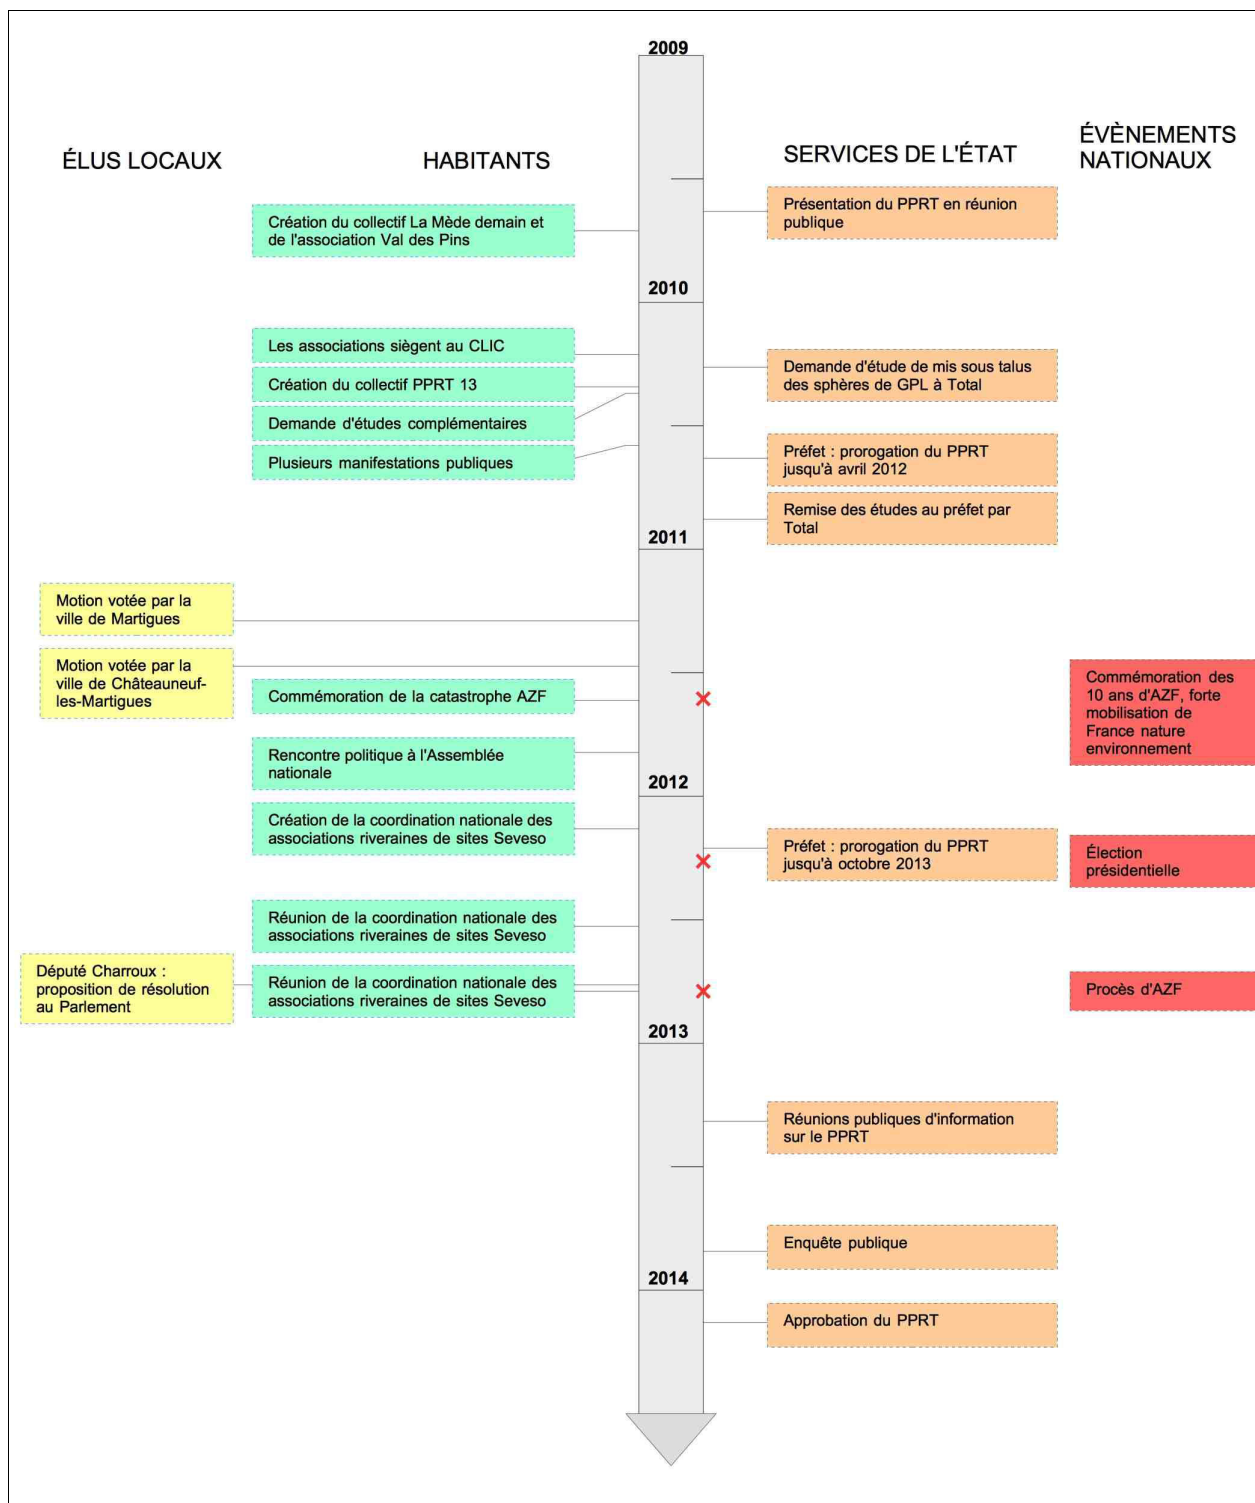 2009
ÉLUS LOCAUX
HABITANTS
SERVICES DE L'ÉTAT
ÉVÈNEMENTS
NATIONAUX
Présentation du PPRT en réunion
publique
Création du collectif La Mède demain et
de l'association Val des Pins
2010
Les associations siègent au CLIC
Demande d'étude de mis sous talus
des sphères de GPL à Total
Création du collectif PPRT 13
Demande d'études complémentaires
Plusieurs manifestations publiques
Préfet : prorogation du PPRT
jusqu'à avril 2012
Remise des études au préfet par
Total
2011
Motion votée par la
ville de Martigues
Motion votée par la
ville de Châteauneuf-
les-Martigues
Commémoration de la catastrophe AZF
Commémoration des
10 ans d'AZF, forte
mobilisation de
France nature
environnement
Rencontre politique à l'Assemblée
nationale
2012
Création de la coordination nationale des
associations riveraines de sites Seveso
Préfet : prorogation du PPRT
jusqu'à octobre 2013
Élection
présidentielle
Réunion de la coordination nationale des
associations riveraines de sites Seveso
Député Charroux :
proposition de résolution
au Parlement
Réunion de la coordination nationale des
associations riveraines de sites Seveso
Procès d'AZF
2013
Réunions publiques d'information
sur le PPRT
Enquête publique
2014
Approbation du PPRT